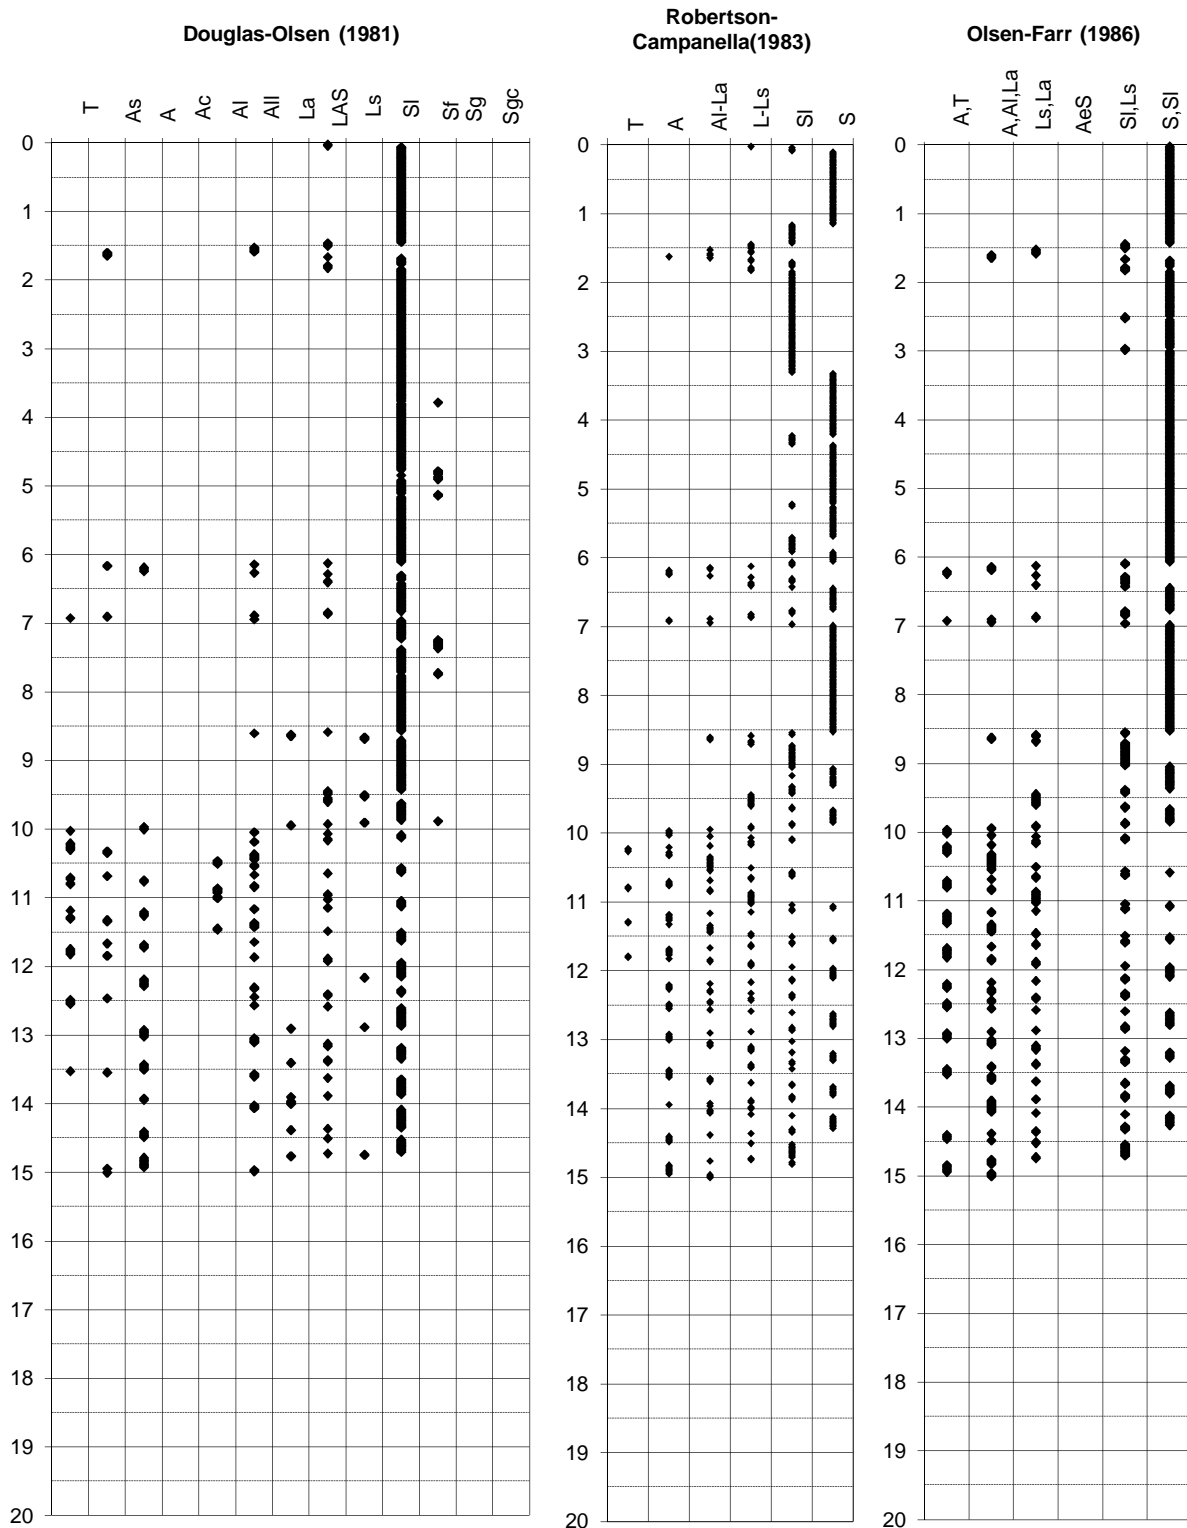 Douglas-Olsen (1981)
T
As
A
Ac
Al
All
La
LAS
Ls
Sl
Sf
Sg
Sgc
0
1
2
3
4
5
6
7
8
9
10
11
12
13
14
15
16
17
18
19
20
Robertson-
Campanella(1983)
T
A
Al-La
L-Ls
Sl
S
0
1
2
3
4
5
6
7
8
9
10
11
12
13
14
15
16
17
18
19
20
Olsen-Farr (1986)
A,T
A,Al,La
Ls,La
AeS
Sl,Ls
S,Sl
0
1
2
3
4
5
6
7
8
9
10
11
12
13
14
15
16
17
18
19
20